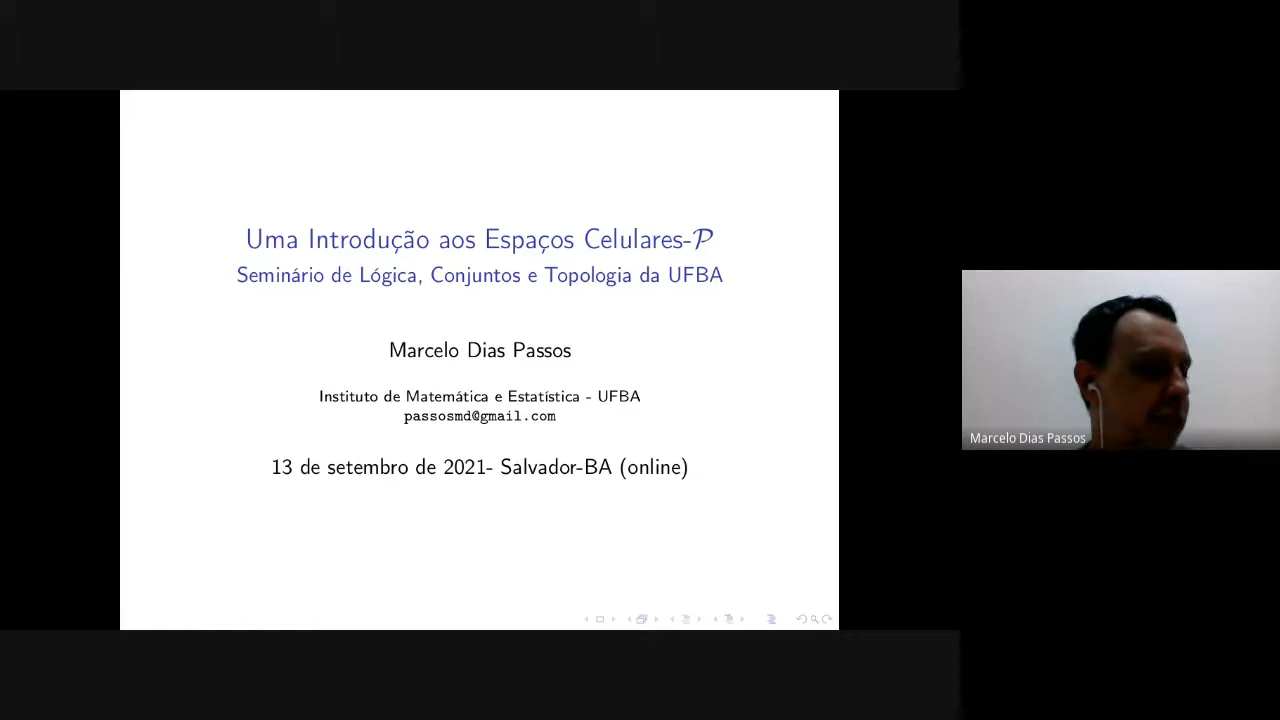 Uma Introdução aos Espaços Celulares-𝒫
Seminário de Lógica, Conjuntos e Topologia da UFBA
Marcelo Dias Passos
Instituto de Matemática e Estatística - UFBA
passosmd@gmail.com
13 de setembro de 2021- Salvador-BA (online)
Marcelo Dias Passos